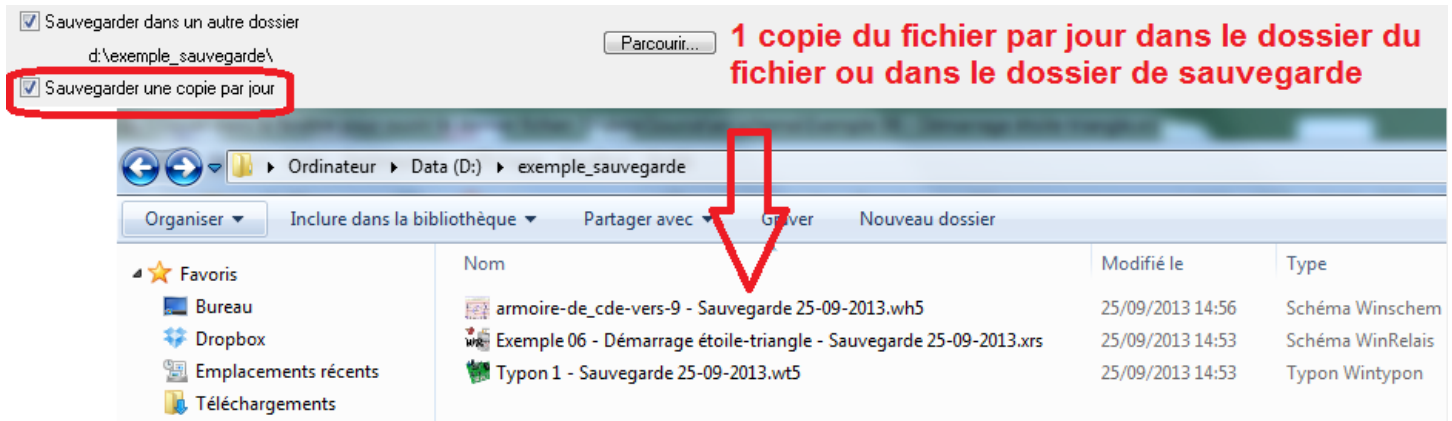 Sauvegarder dans un autre dossier
d:\exemple_sauvegarde\
Parcourir...
1 copie du fichier par jour dans le dossier du
fichier ou dans le dossier de sauvegarde
Sauvegarder une copie par jour
Ordinateur Data (D:) exemple_sauvegarde
Organiser Inclure dans la bibliothèque Partager avec Graver Nouveau dossier
Favoris
Bureau
Dropbox
Emplacements récents
Téléchargements
Nom Modifié le Type
armoire-de_cde-vers-9 - Sauvegarde 25-09-2013.wh5 25/09/2013 14:56 Schéma Winschem
Exemple 06 - Démarrage étoile-triangle - Sauvegarde 25-09-2013.xrs 25/09/2013 14:53 Schéma WinRelais
Typon 1 - Sauvegarde 25-09-2013.wt5 25/09/2013 14:53 Typon Wintypon